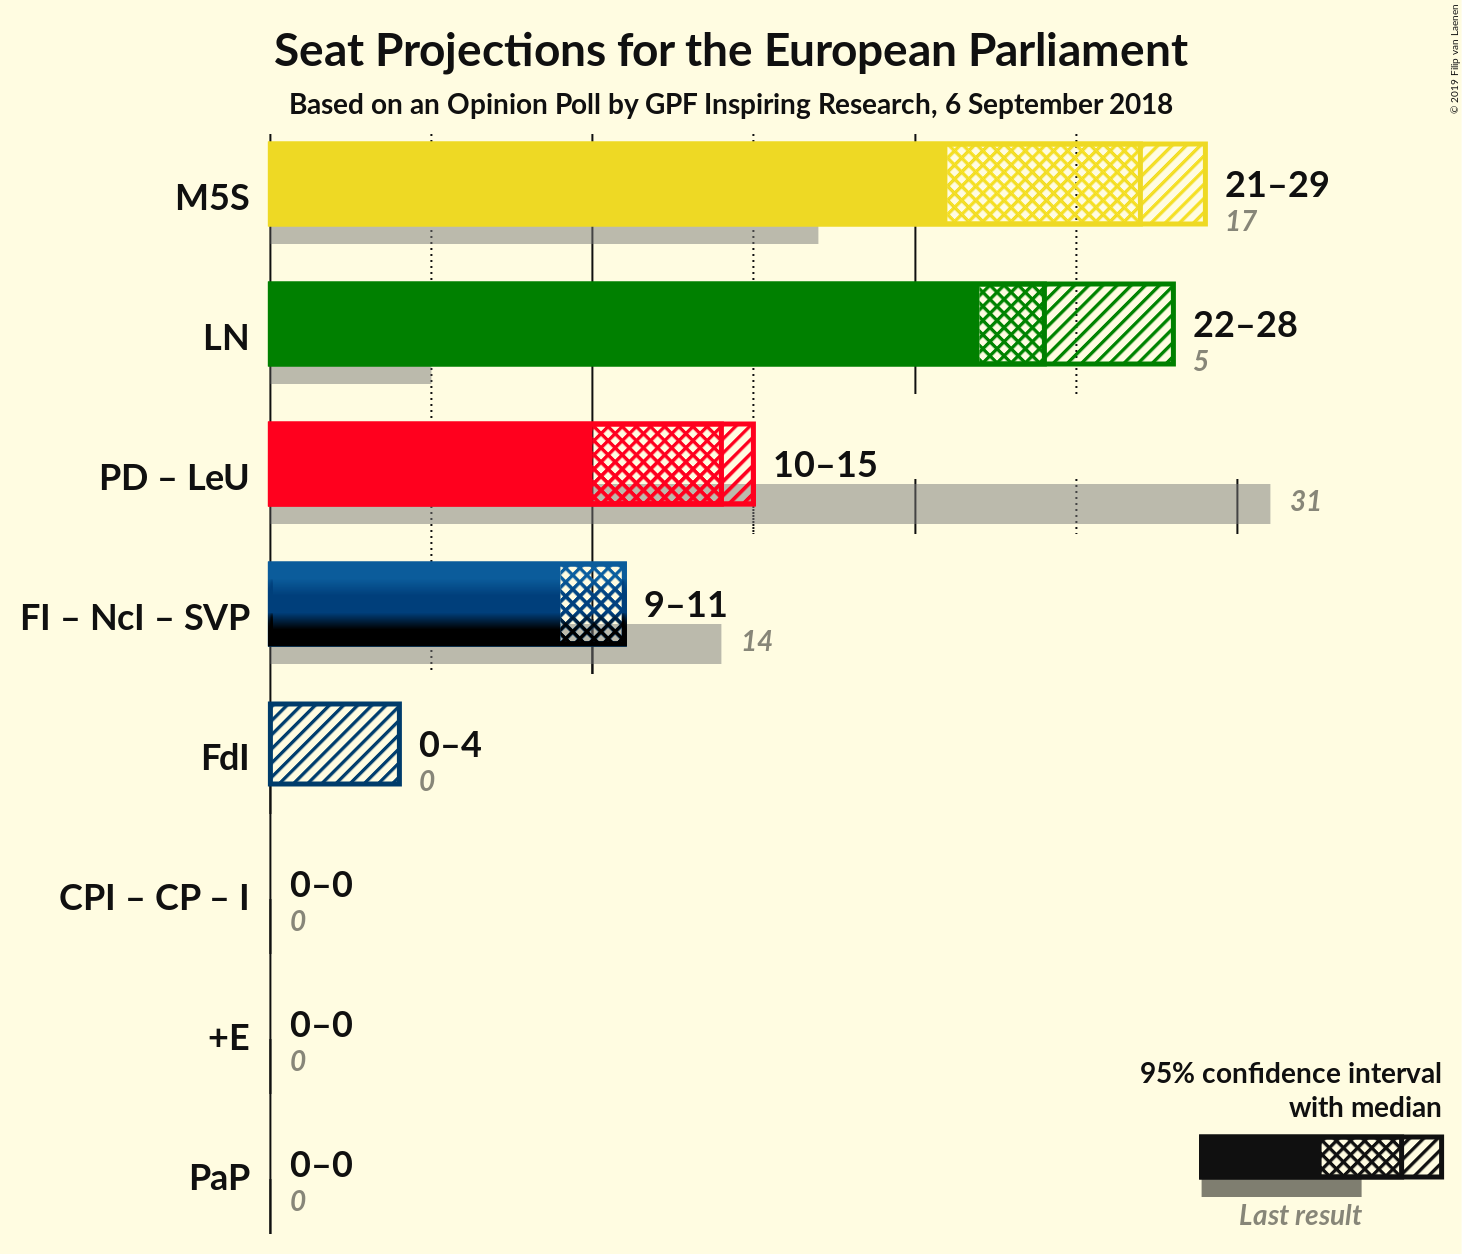 Seat Projections for the European Parliament
Based on an Opinion Poll by GPF Inspiring Research, 6 September 2018
© 2019 Filip van Laenen
M5S
21–29
17
LN
22–28
5
PD – LeU
10–15
31
FI – NcI – SVP
9–11
14
FdI
0–4
0
CPI – CP – I
0–0
0
+E
0–0
0
PaP
0–0
0
95% confidence interval
with median
Last result